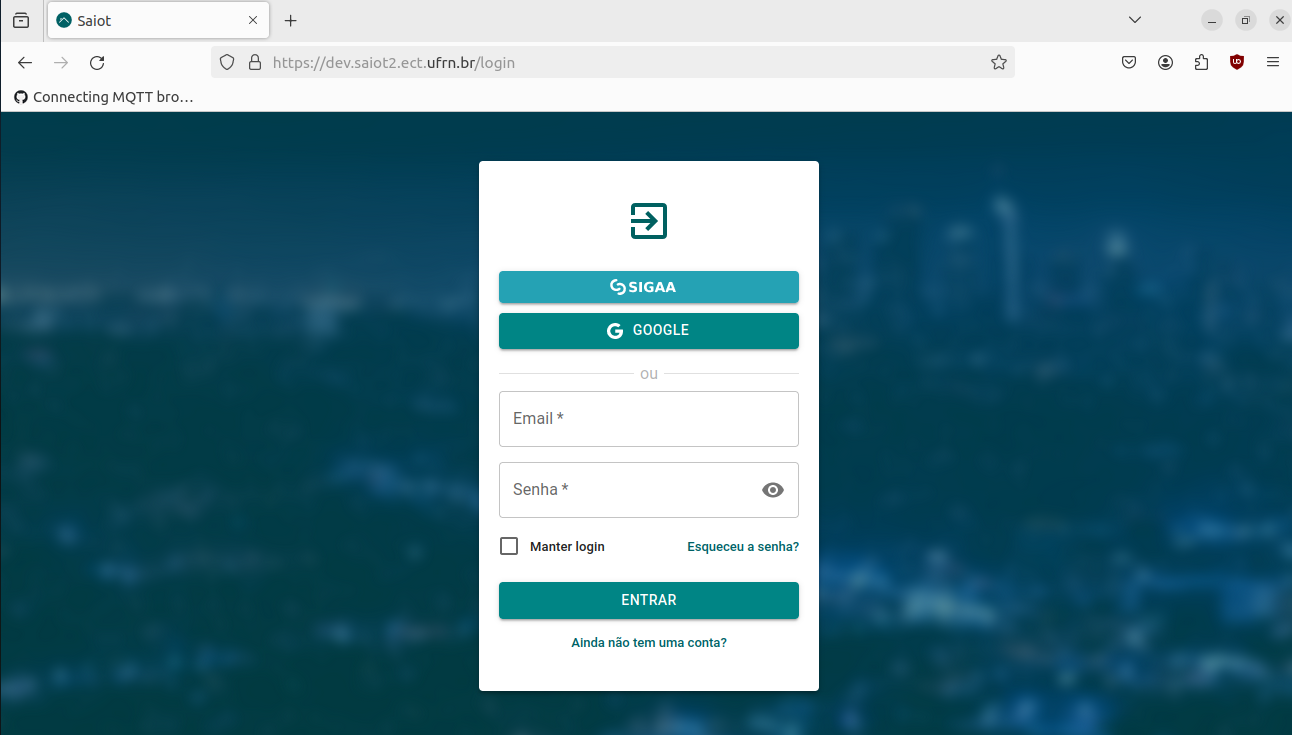 Saiot
https://dev.saiot2.ect.ufrn.br/login
Connecting MQTT bro…
SIGAA
GOOGLE
ou
Email *
Senha *
Manter login
Esqueceu a senha?
ENTRAR
Ainda não tem uma conta?